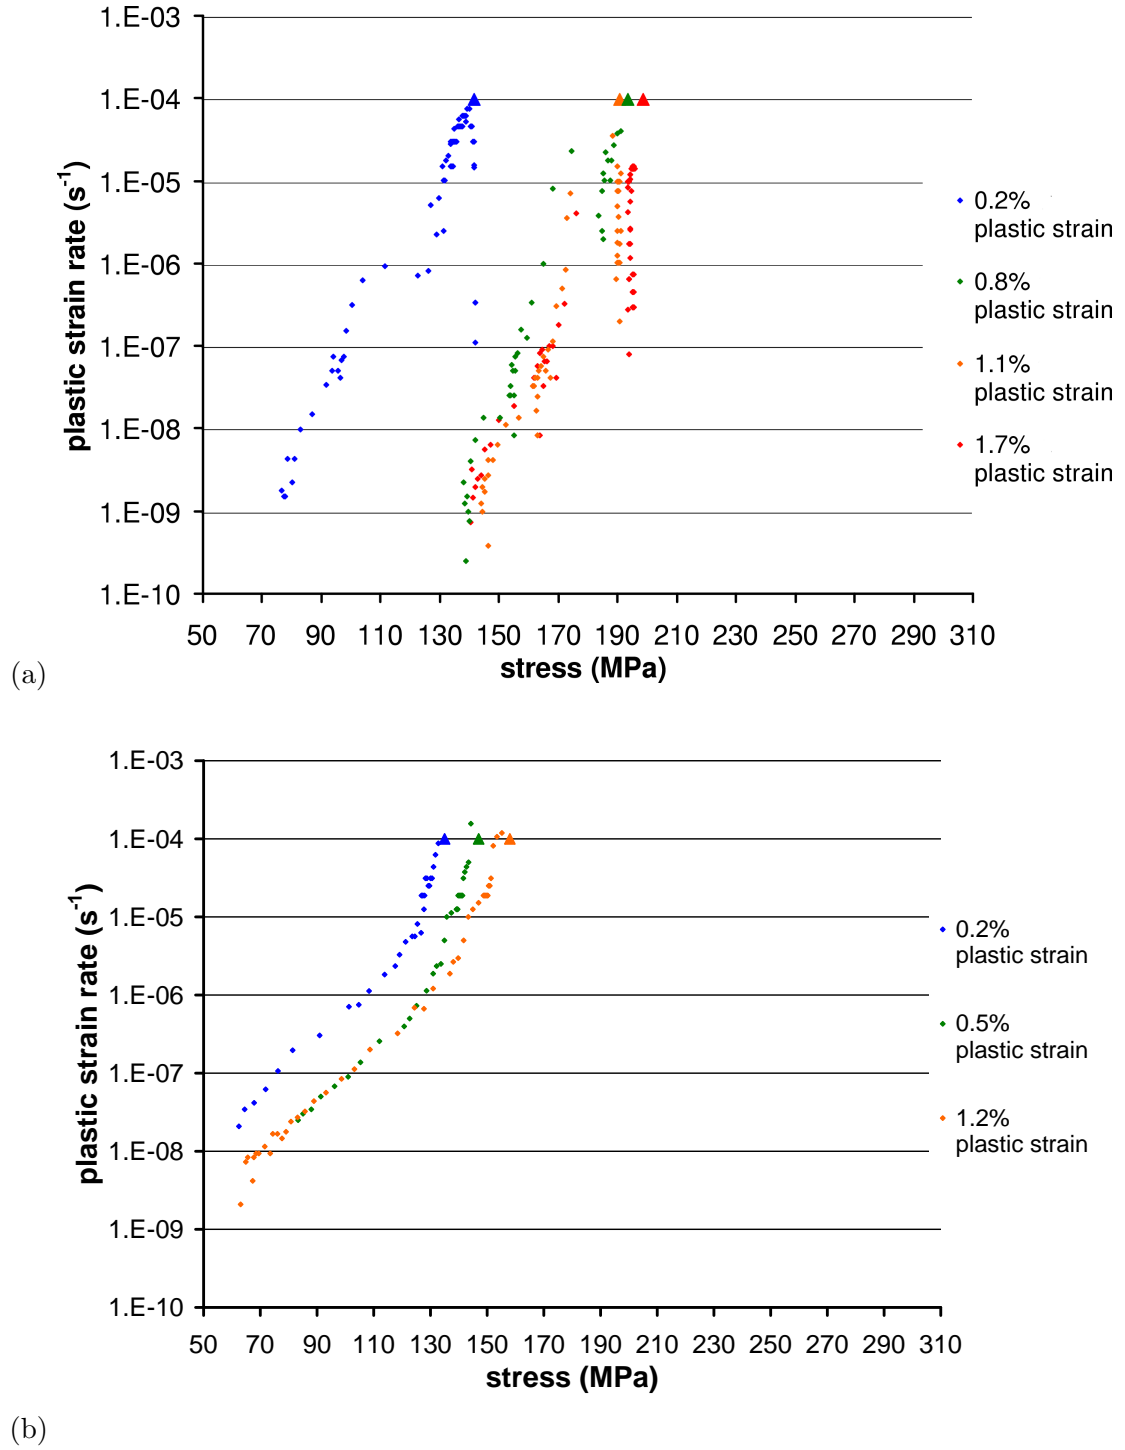 1.E-03
1.E-04
1.E-05
1.E-06
1.E-07
1.E-08
1.E-09
1.E-10
plastic strain rate (s-1)
50 70 90 110 130 150 170 190 210 230 250 270 290 310
stress (MPa)
0.2%
plastic strain
0.8%
plastic strain
1.1%
plastic strain
1.7%
plastic strain
(a)
1.E-03
1.E-04
1.E-05
1.E-06
1.E-07
1.E-08
1.E-09
1.E-10
plastic strain rate (s-1)
50 70 90 110 130 150 170 190 210 230 250 270 290 310
stress (MPa)
0.2%
plastic strain
0.5%
plastic strain
1.2%
plastic strain
(b)